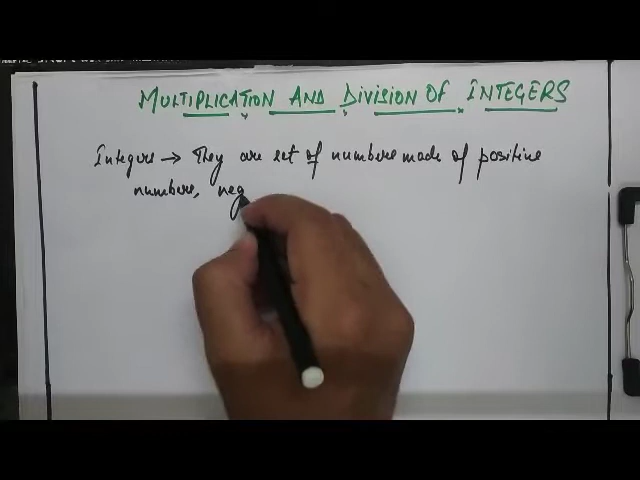 MULTIPLICATION AND DIVISION OF INTEGERS
Integers → They are set of numbers made of positive
numbers, neg